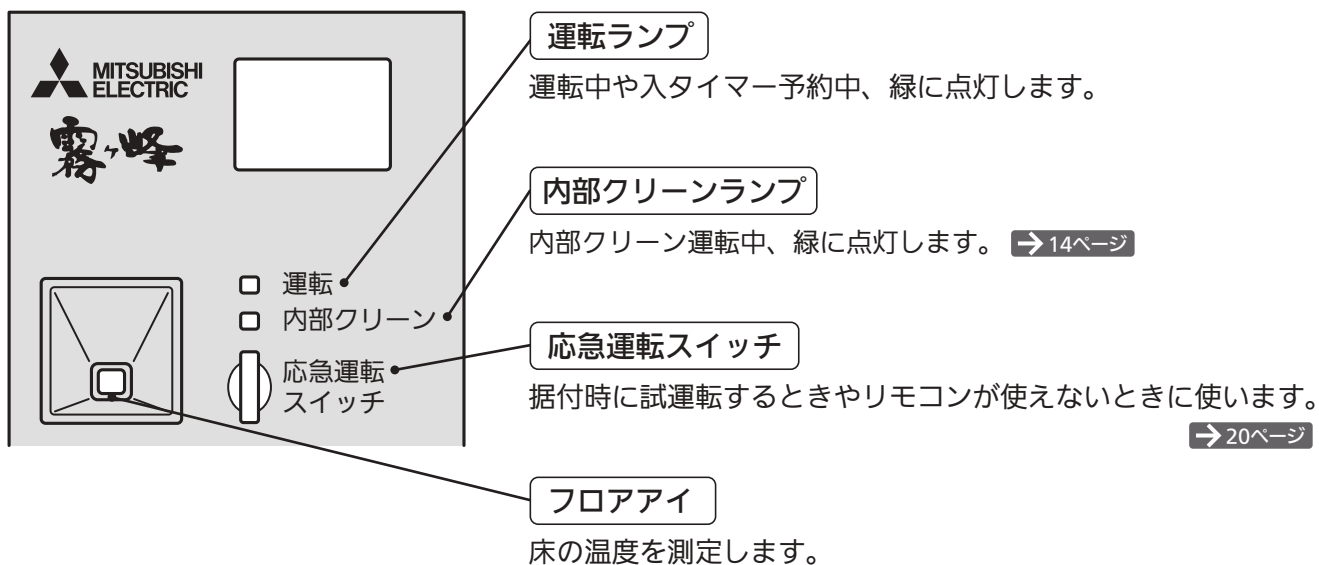 MITSUBISHI
ELECTRIC
霧ヶ峰
運転
内部クリーン
応急運転
スイッチ
運転ランプ
運転中や入タイマー予約中、緑に点灯します。
内部クリーンランプ
内部クリーン運転中、緑に点灯します。 →14ページ
応急運転スイッチ
据付時に試運転するときやリモコンが使えないときに使います。
→20ページ
フロアアイ
床の温度を測定します。